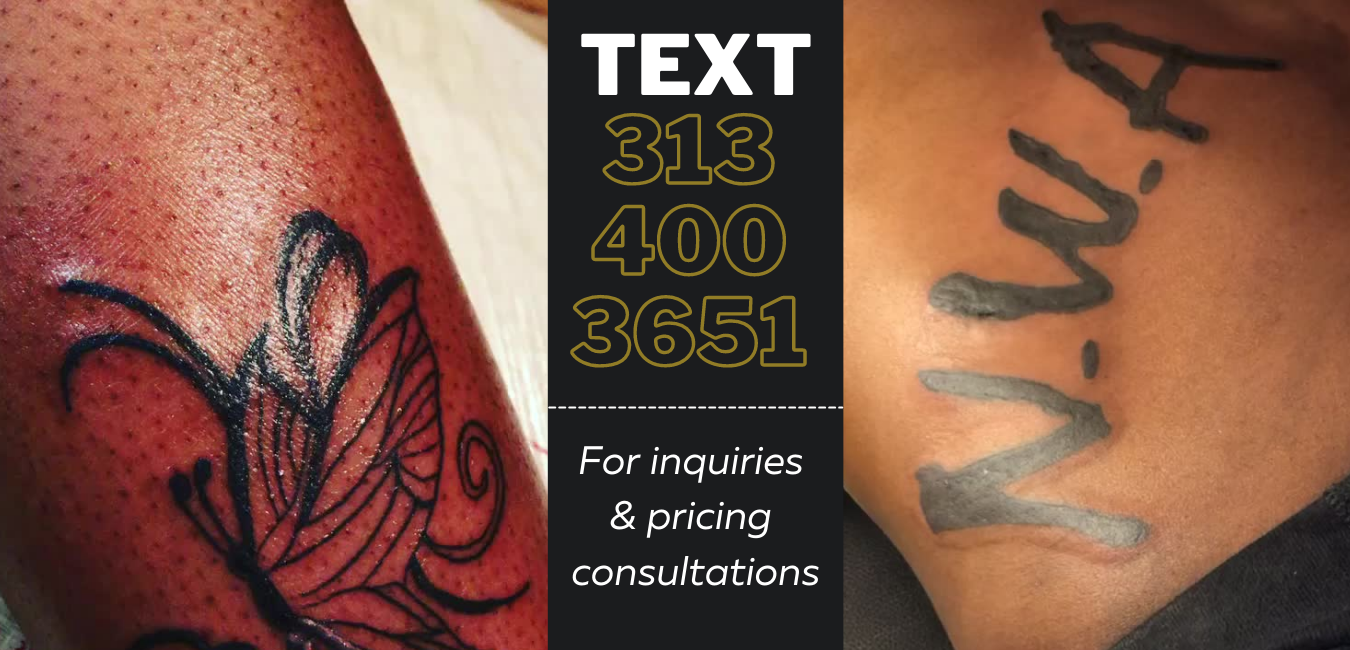 TEXT
313
400
3651
For inquiries
& pricing
consultations
N.U.A